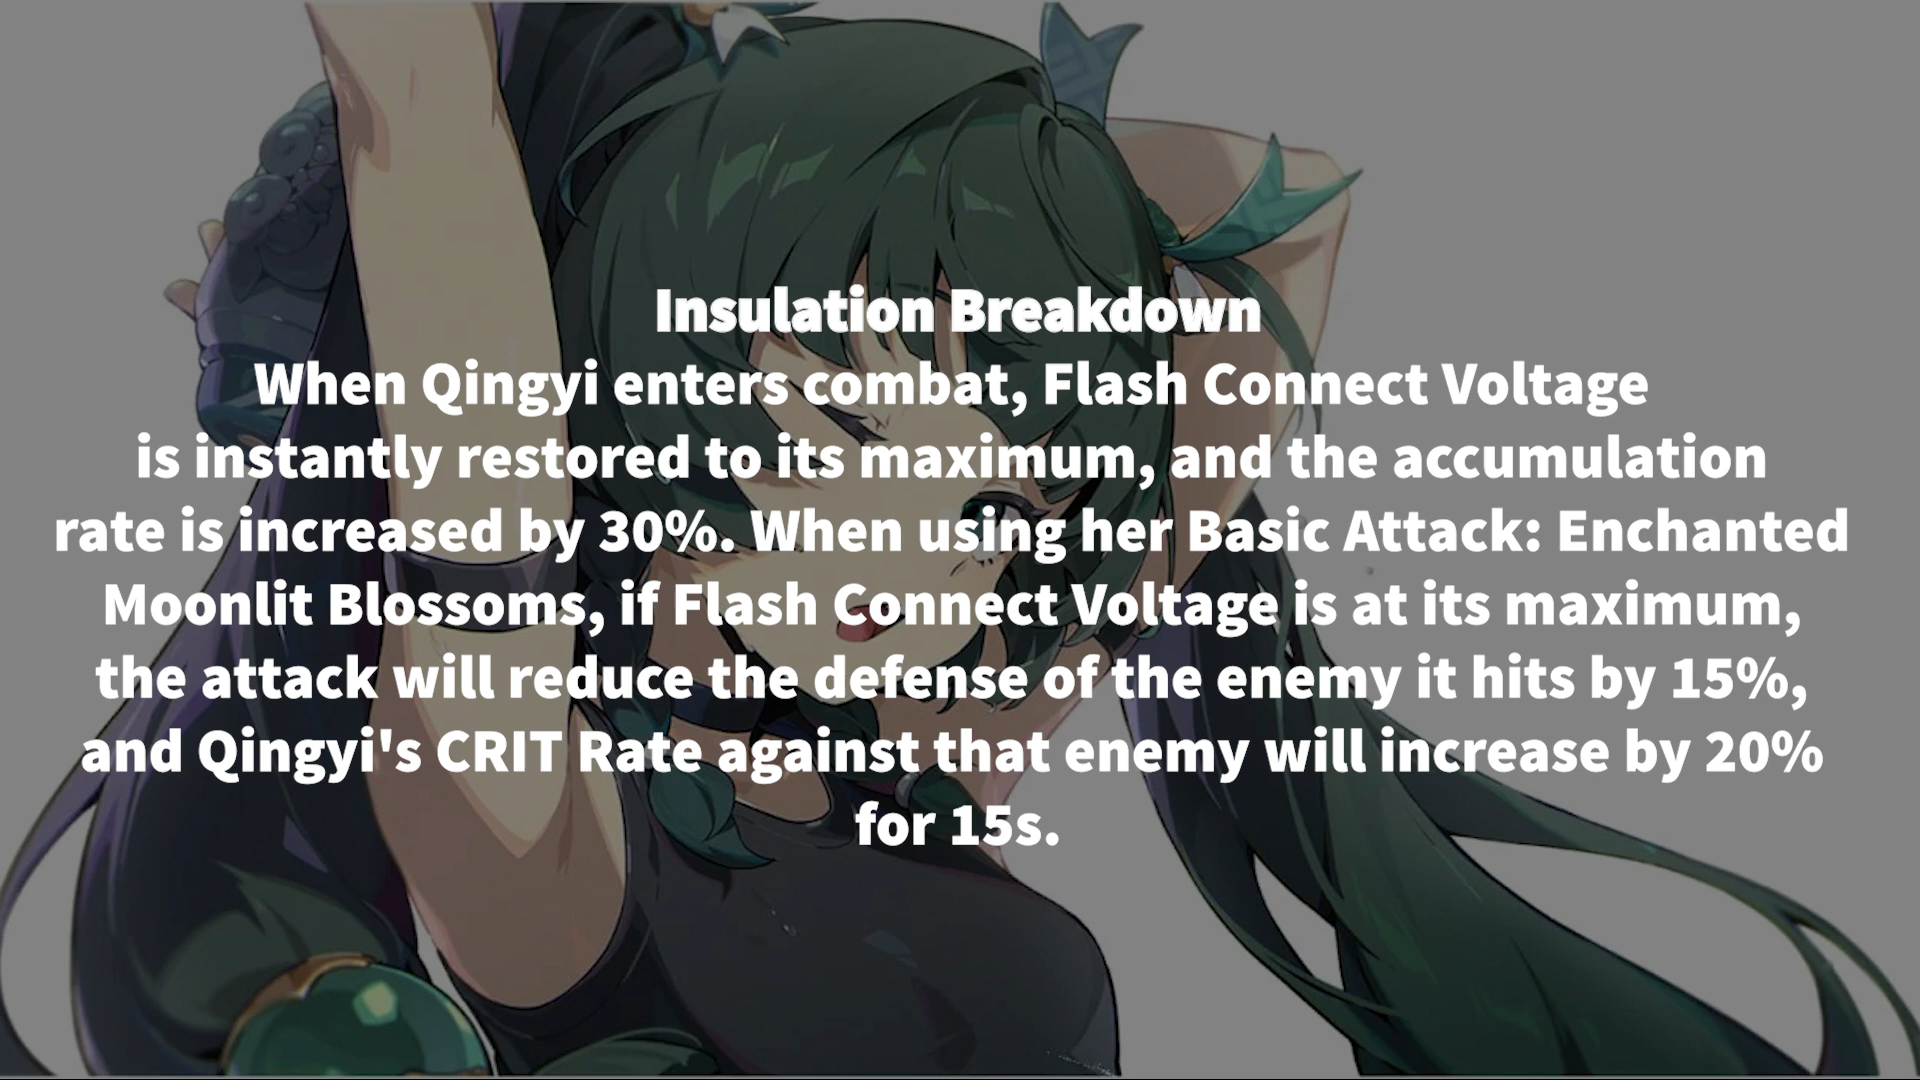 Insulation Breakdown
When Qingyi enters combat, Flash Connect Voltage
is instantly restored to its maximum, and the accumulation
rate is increased by 30%. When using her Basic Attack: Enchanted
Moonlit Blossoms, if Flash Connect Voltage is at its maximum,
the attack will reduce the defense of the enemy it hits by 15%,
and Qingyi's CRIT Rate against that enemy will increase by 20%
for 15s.